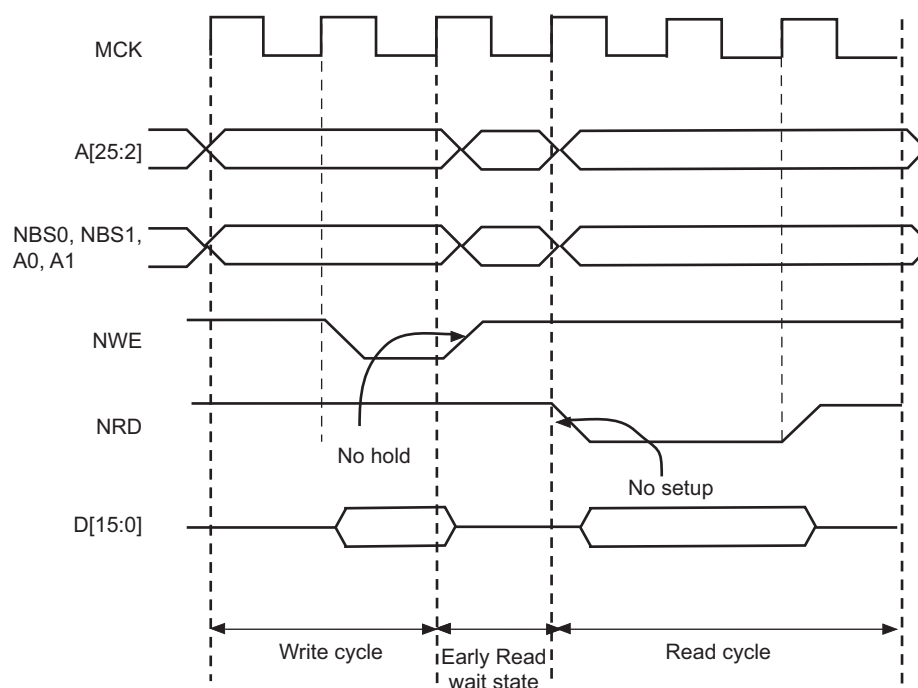 MCK
A[25:2]
NBS0, NBS1,
A0, A1
NWE
NRD
No hold
No setup
D[15:0]
Write cycle
Early Read
wait state
Read cycle